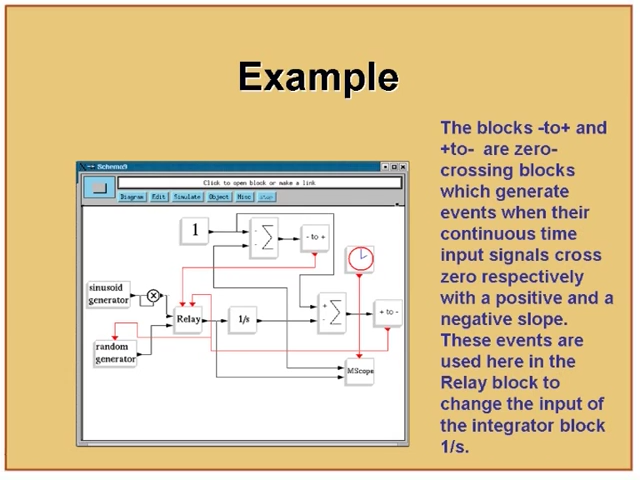 Example
The blocks -to+ and
+to- are zero-
crossing blocks
which generate
events when their
continuous time
input signals cross
zero respectively
with a positive and a
negative slope.
These events are
used here in the
Relay block to
change the input of
the integrator block
1/s.
Click to open block or make a link
Diagram Edit Simulate Object Misc
1
- Σ
-
- to +
sinusoid
generator
×
Relay
1/s
+ Σ
-
+ to -
random
generator
MScope